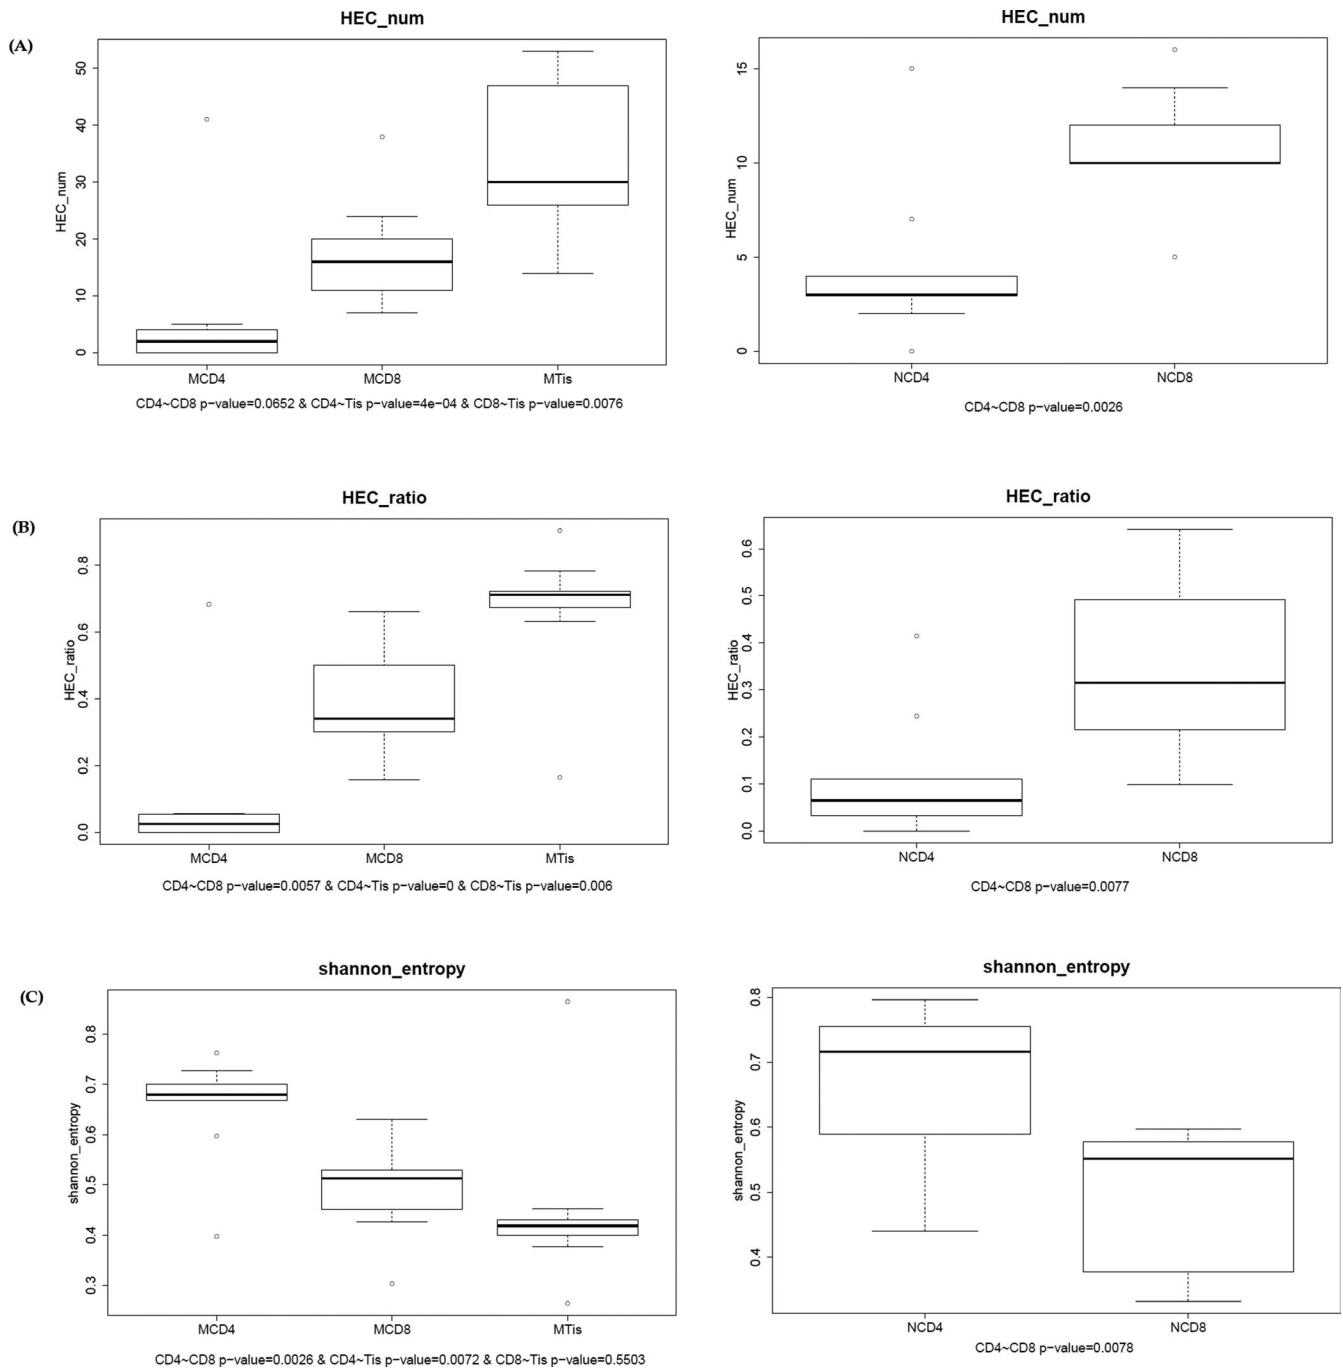 (A)
HEC_num
HEC_num
50
40
30
20
10
0
MCD4 MCD8 MTis
CD4~CD8 p−value=0.0652 & CD4~Tis p−value=4e−04 & CD8~Tis p−value=0.0076
HEC_num
HEC_num
15
10
5
0
NCD4 NCD8
CD4~CD8 p−value=0.0026
(B)
HEC_ratio
HEC_ratio
0.8
0.6
0.4
0.2
0.0
MCD4 MCD8 MTis
CD4~CD8 p−value=0.0057 & CD4~Tis p−value=0 & CD8~Tis p−value=0.006
HEC_ratio
HEC_ratio
0.6
0.5
0.4
0.3
0.2
0.1
0.0
NCD4 NCD8
CD4~CD8 p−value=0.0077
(C)
shannon_entropy
shannon_entropy
0.8
0.7
0.6
0.5
0.4
0.3
MCD4 MCD8 MTis
CD4~CD8 p−value=0.0026 & CD4~Tis p−value=0.0072 & CD8~Tis p−value=0.5503
shannon_entropy
shannon_entropy
0.8
0.7
0.6
0.5
0.4
NCD4 NCD8
CD4~CD8 p−value=0.0078